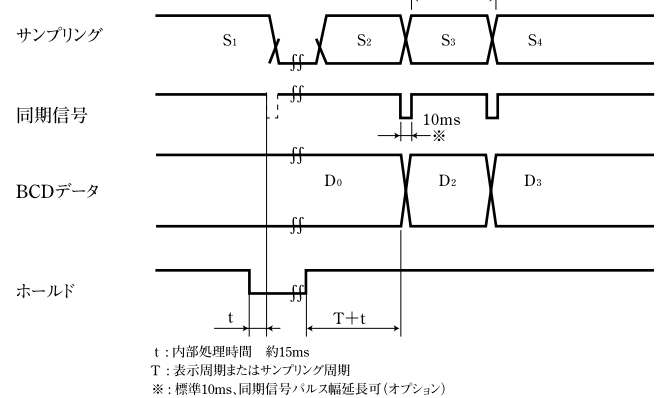 サンプリング S1 S2 S3 S4
同期信号
10ms
※
BCDデータ D0 D2 D3
ホールド
t T+t
t：内部処理時間 約15ms
T：表示周期またはサンプリング周期
※：標準10ms、同期信号パルス幅延長可(オプション)